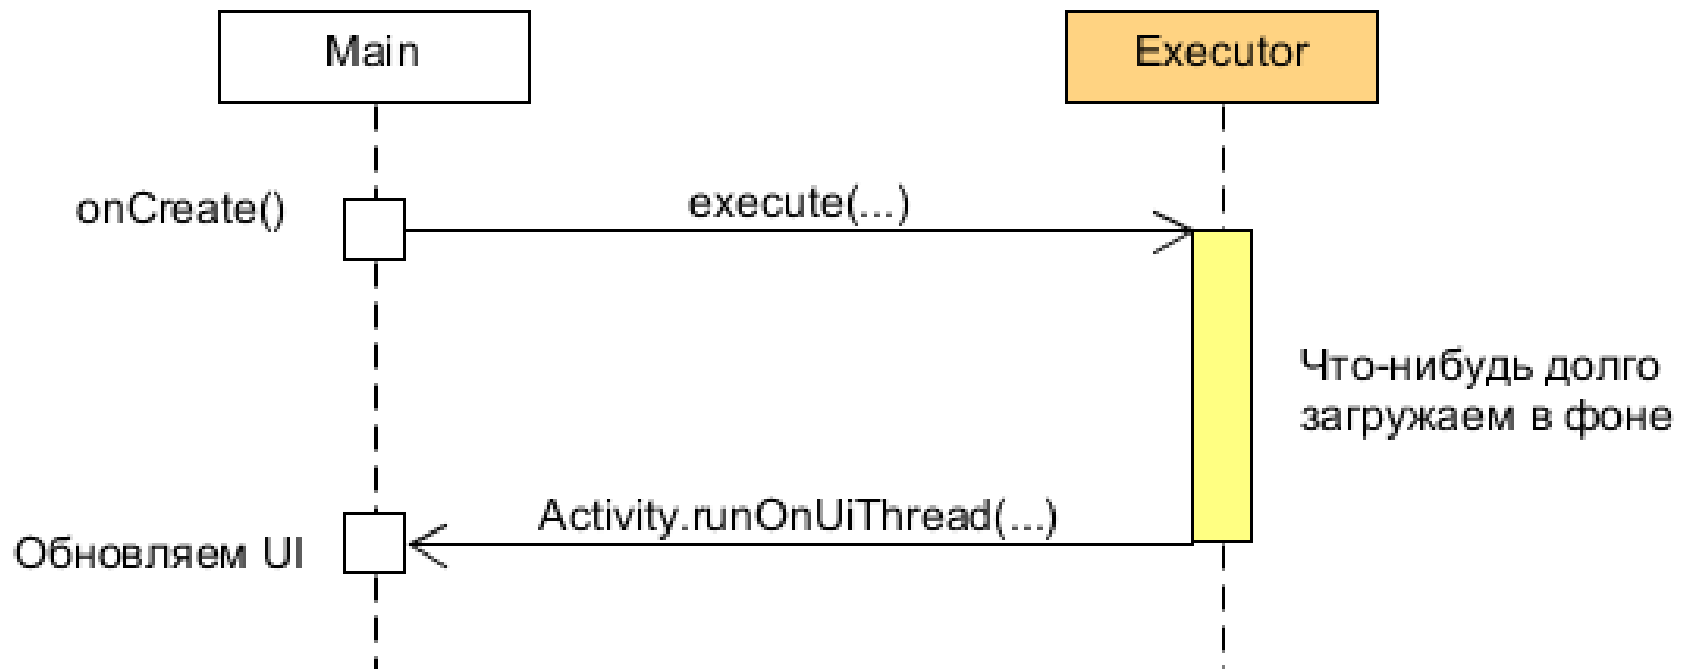 Main
Executor
onCreate()
execute(...)
Что-нибудь долго
загружаем в фоне
Activity.runOnUiThread(...)
Обновляем UI